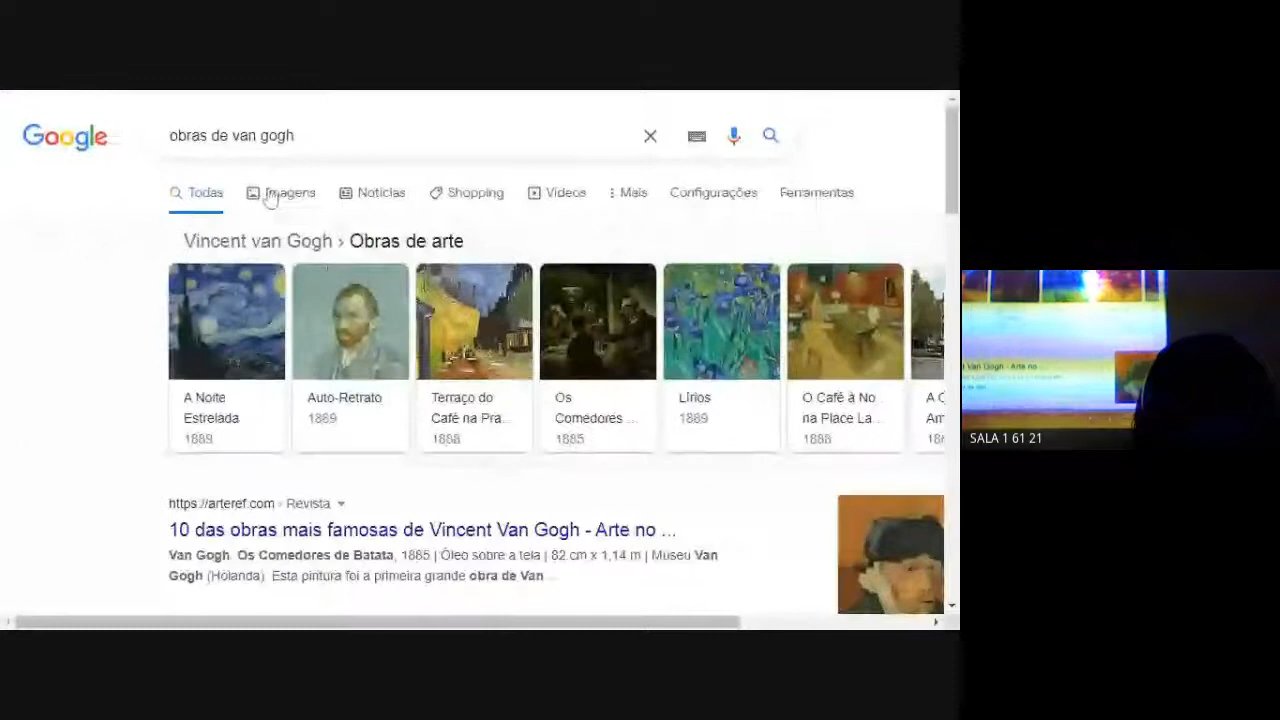 Google
obras de van gogh
Todas Imagens Notícias Shopping Vídeos Mais Configurações Ferramentas
Vincent van Gogh › Obras de arte
A Noite Estrelada 1889
Auto-Retrato 1889
Terraço do Café na Pra... 1888
Os Comedores ... 1885
Lírios 1889
O Café à No... na Place La... 1888
https://arteref.com › Revista
10 das obras mais famosas de Vincent Van Gogh - Arte no ...
Van Gogh. Os Comedores de Batata, 1885 | Óleo sobre a tela | 82 cm x 1,14 m | Museu Van
Gogh (Holanda). Esta pintura foi a primeira grande obra de Van ...
Van Gogh - Arte no ...
SALA 1 61 21